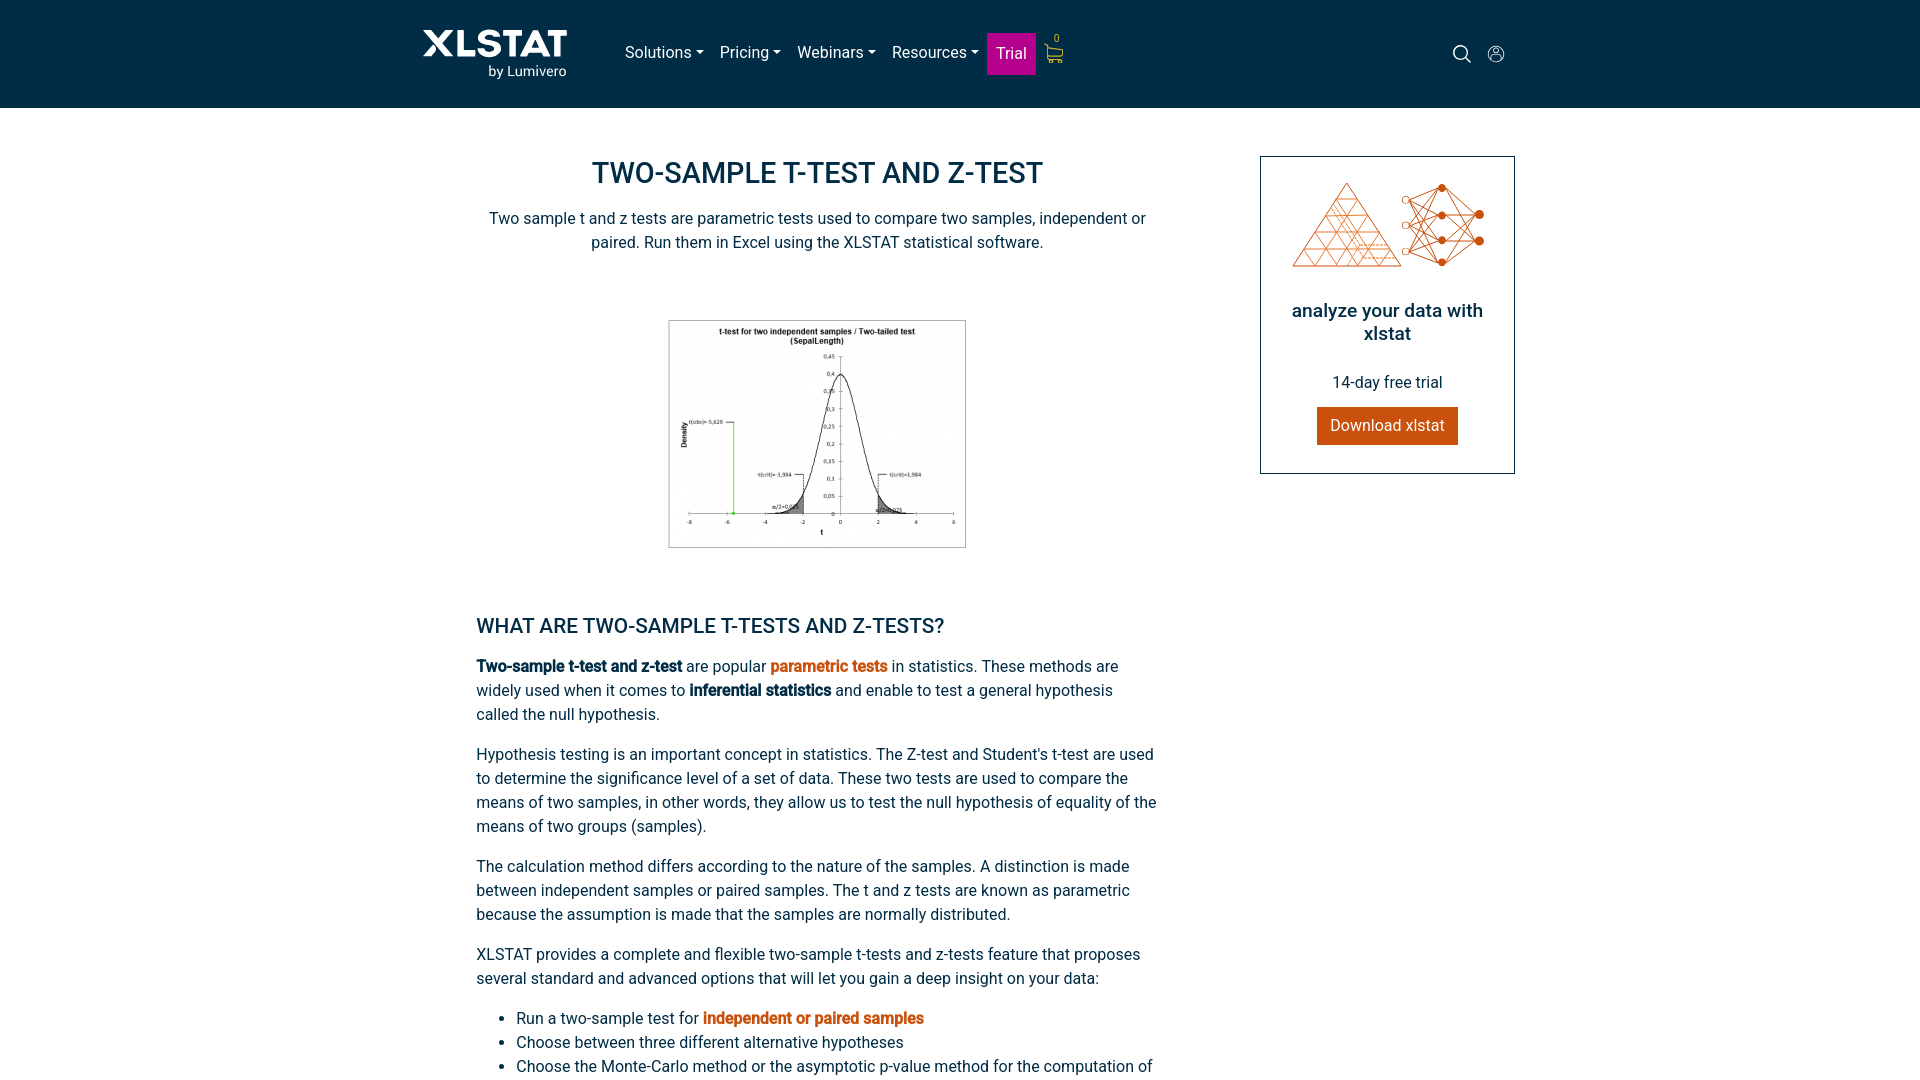 XLSTAT
by Lumivero
Solutions
Pricing
Webinars
Resources
Trial
0
TWO-SAMPLE T-TEST AND Z-TEST
Two sample t and z tests are parametric tests used to compare two samples, independent or
paired. Run them in Excel using the XLSTAT statistical software.
t-test for two independent samples / Two-tailed test
(SepalLength)
0,45
0,4
0,35
0,3
0,25
0,2
0,15
0,1
0,05
0
Density
t(obs)=-5,629
-t(crit)=-1,984
t(crit)=1,984
α/2=0,025
α/2=0,025
-8 -6 -4 -2 0 2 4 6
t
WHAT ARE TWO-SAMPLE T-TESTS AND Z-TESTS?
Two-sample t-test and z-test are popular parametric tests in statistics. These methods are
widely used when it comes to inferential statistics and enable to test a general hypothesis
called the null hypothesis.
Hypothesis testing is an important concept in statistics. The Z-test and Student's t-test are used
to determine the significance level of a set of data. These two tests are used to compare the
means of two samples, in other words, they allow us to test the null hypothesis of equality of the
means of two groups (samples).
The calculation method differs according to the nature of the samples. A distinction is made
between independent samples or paired samples. The t and z tests are known as parametric
because the assumption is made that the samples are normally distributed.
XLSTAT provides a complete and flexible two-sample t-tests and z-tests feature that proposes
several standard and advanced options that will let you gain a deep insight on your data:
• Run a two-sample test for independent or paired samples
• Choose between three different alternative hypotheses
• Choose the Monte-Carlo method or the asymptotic p-value method for the computation of
analyze your data with
xlstat
14-day free trial
Download xlstat